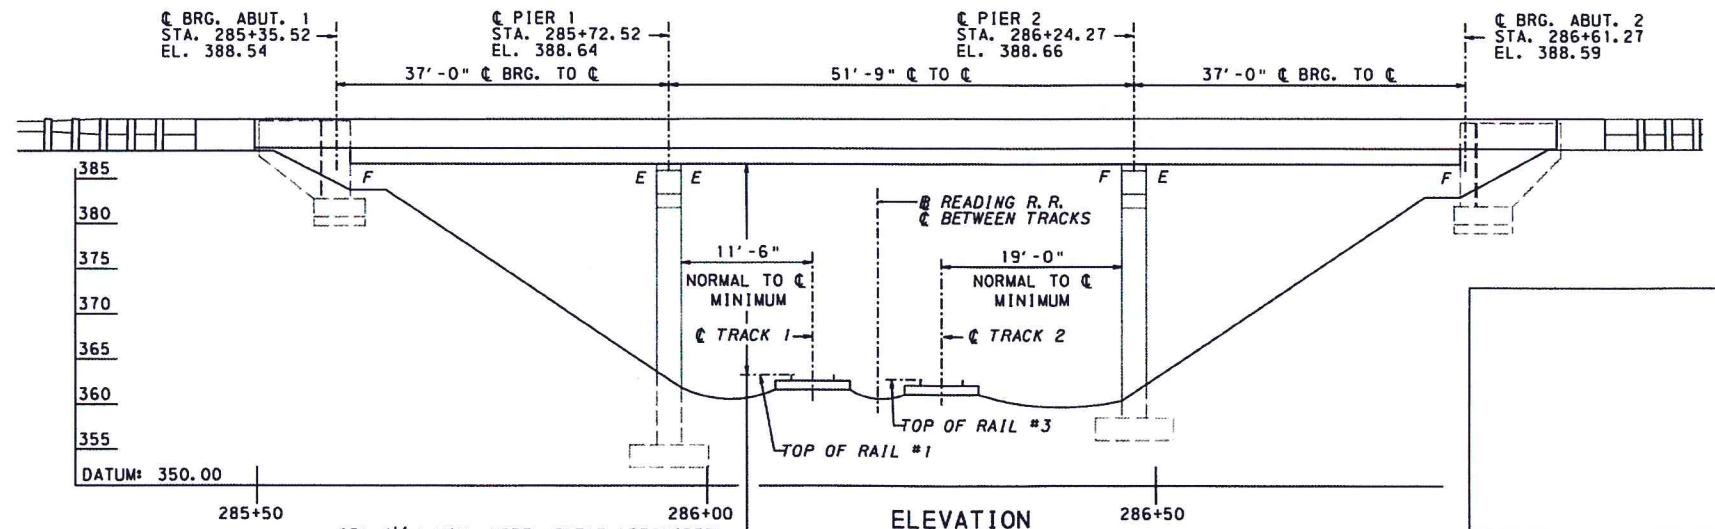 ℄ BRG. ABUT. 1
STA. 285+35.52
EL. 388.54
℄ PIER 1
STA. 285+72.52
EL. 388.64
℄ PIER 2
STA. 286+24.27
EL. 388.66
℄ BRG. ABUT. 2
STA. 286+61.27
EL. 388.59
37'-0" ℄ BRG. TO ℄
51'-9" ℄ TO ℄
37'-0" ℄ BRG. TO ℄
385
380
375
370
365
360
355
F
E
E
F
E
F
READING R.R.
℄ BETWEEN TRACKS
11'-6"
NORMAL TO ℄
MINIMUM
19'-0"
NORMAL TO ℄
MINIMUM
℄ TRACK 1
℄ TRACK 2
TOP OF RAIL #3
TOP OF RAIL #1
DATUM: 350.00
285+50
286+00
286+50
ELEVATION